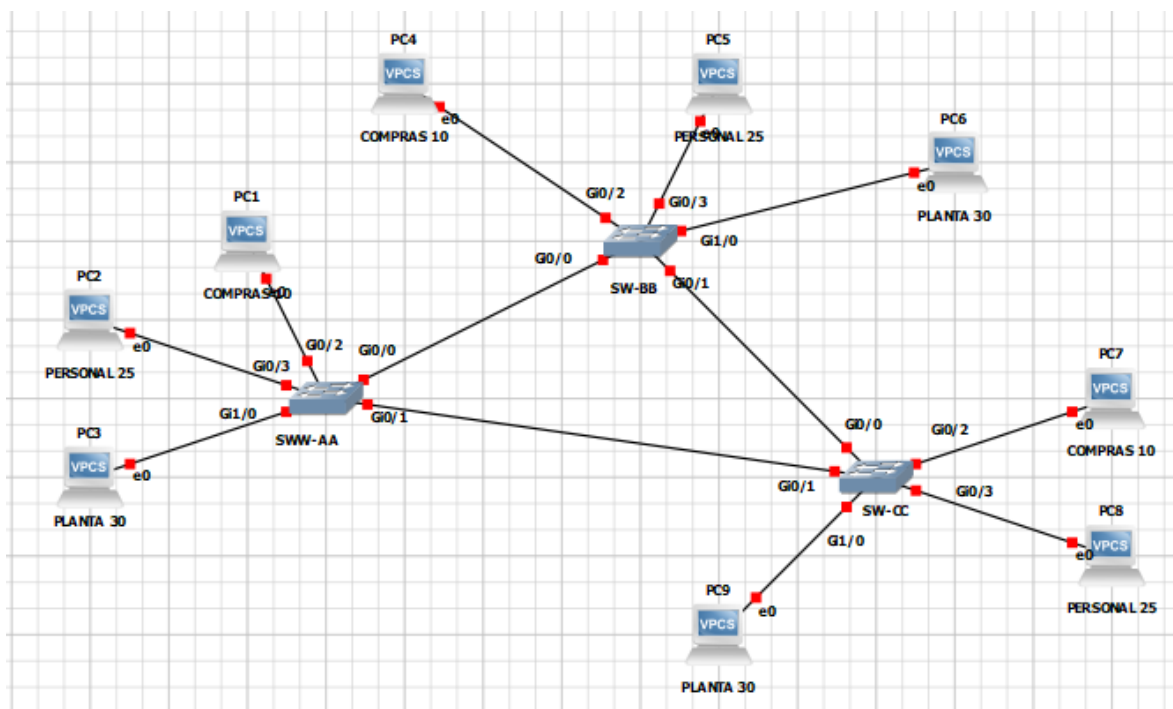 PC4
VPCS
e0
COMPRAS 10
PC5
VPCS
e0
PERSONAL 25
PC6
VPCS
e0
PLANTA 30
PC1
VPCS
e0
COMPRAS 10
PC2
VPCS
e0
PERSONAL 25
PC3
VPCS
e0
PLANTA 30
Gi0/2
Gi0/3
Gi1/0
Gi0/0
Gi0/1
SW-BB
Gi0/2
Gi0/0
Gi0/3
Gi1/0
Gi0/1
SWW-AA
Gi0/0
Gi0/2
Gi0/1
Gi0/3
SW-CC
Gi1/0
PC7
VPCS
e0
COMPRAS 10
PC8
VPCS
e0
PERSONAL 25
PC9
VPCS
e0
PLANTA 30